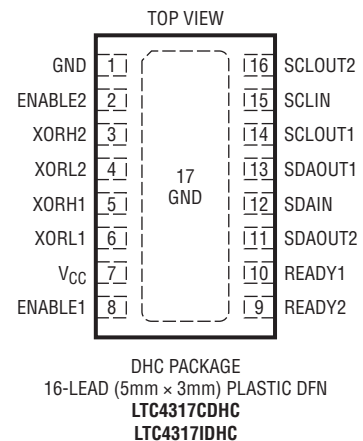 TOP VIEW
GND 1 16 SCLOUT2
ENABLE2 2 15 SCLIN
XORH2 3 14 SCLOUT1
XORL2 4 13 SDAOUT1
17
GND
XORH1 5 12 SDAIN
XORL1 6 11 SDAOUT2
VCC 7 10 READY1
ENABLE1 8 9 READY2
DHC PACKAGE
16-LEAD (5mm × 3mm) PLASTIC DFN
LTC4317CDHC
LTC4317IDHC